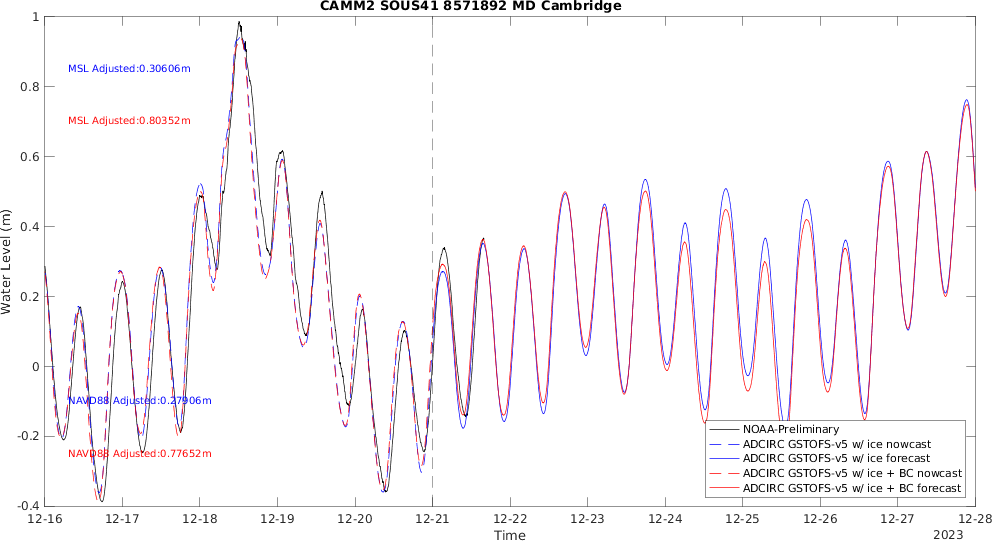 CAMM2 SOUS41 8571892 MD Cambridge
MSL Adjusted:0.30606m
MSL Adjusted:0.80352m
NAVD88 Adjusted:0.27906m
NAVD88 Adjusted:0.77652m
Water Level (m)
1
0.8
0.6
0.4
0.2
0
-0.2
-0.4
NOAA-Preliminary
ADCIRC GSTOFS-v5 w/ ice nowcast
ADCIRC GSTOFS-v5 w/ ice forecast
ADCIRC GSTOFS-v5 w/ ice + BC nowcast
ADCIRC GSTOFS-v5 w/ ice + BC forecast
12-16 12-17 12-18 12-19 12-20 12-21 12-22 12-23 12-24 12-25 12-26 12-27 12-28
Time
2023